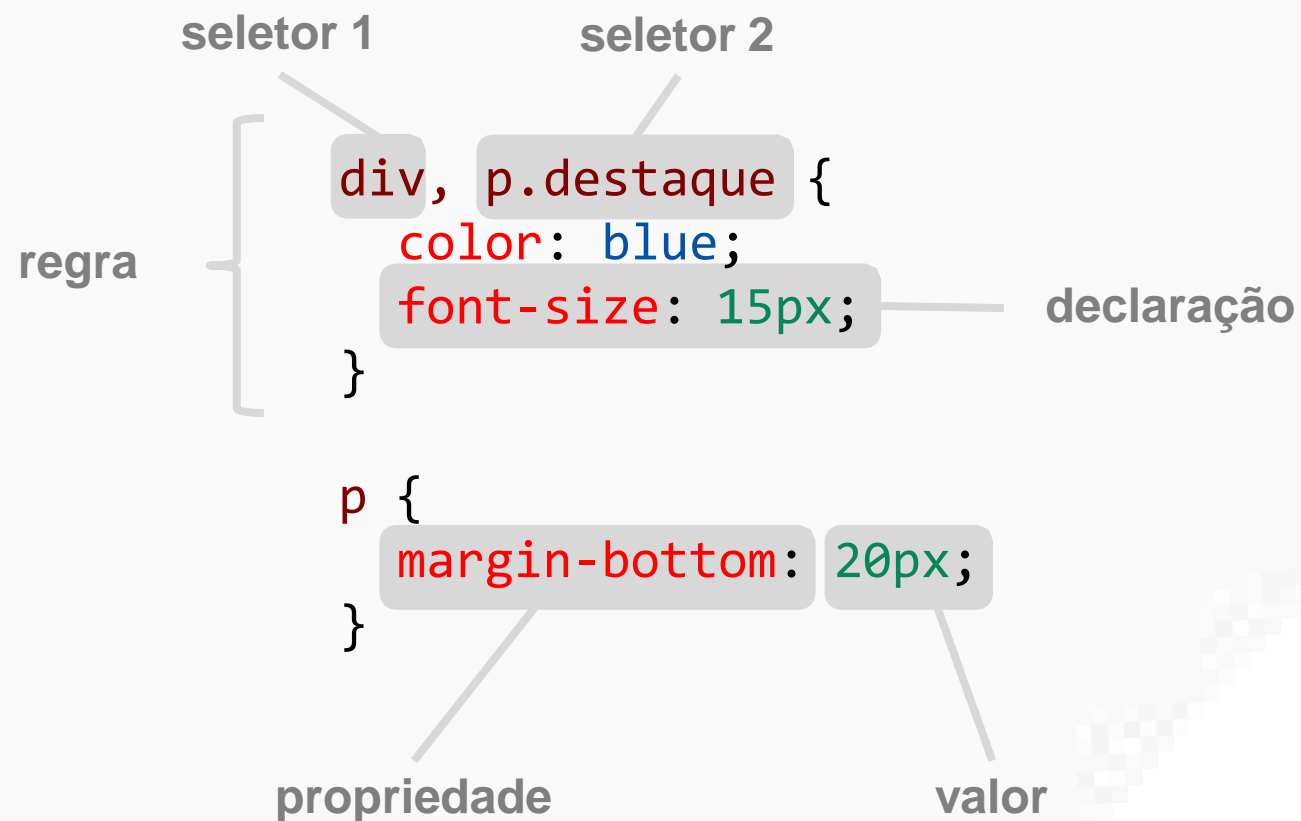 seletor 1 seletor 2
div, p.destaque {
color: blue;
regra
font-size: 15px;
declaração
}
p {
margin-bottom: 20px;
}
propriedade valor